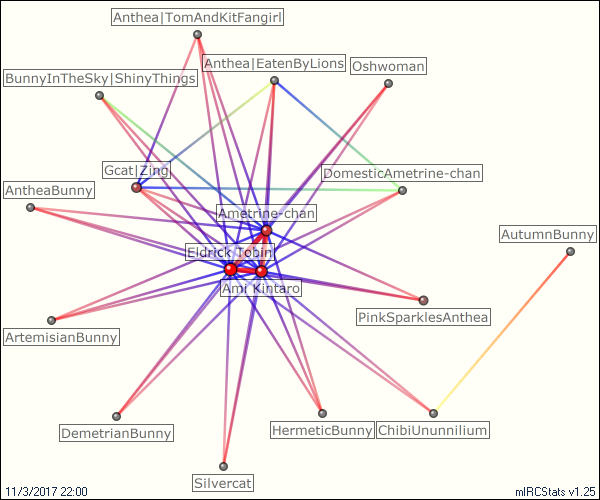 Anthea|TomAndKitFangirl
Anthea|EatenByLions
Oshwoman
BunnyInTheSky|ShinyThings
Gcat|Zing
DomesticAmetrine-chan
AntheaBunny
Ametrine-chan
AutumnBunny
Eldrick Tobin
Ami Kintaro
PinkSparklesAnthea
ArtemisianBunny
DemetrianBunny
HermeticBunny
ChibiUnunnilium
Silvercat
11/3/2017 22:00
mIRCStats v1.25